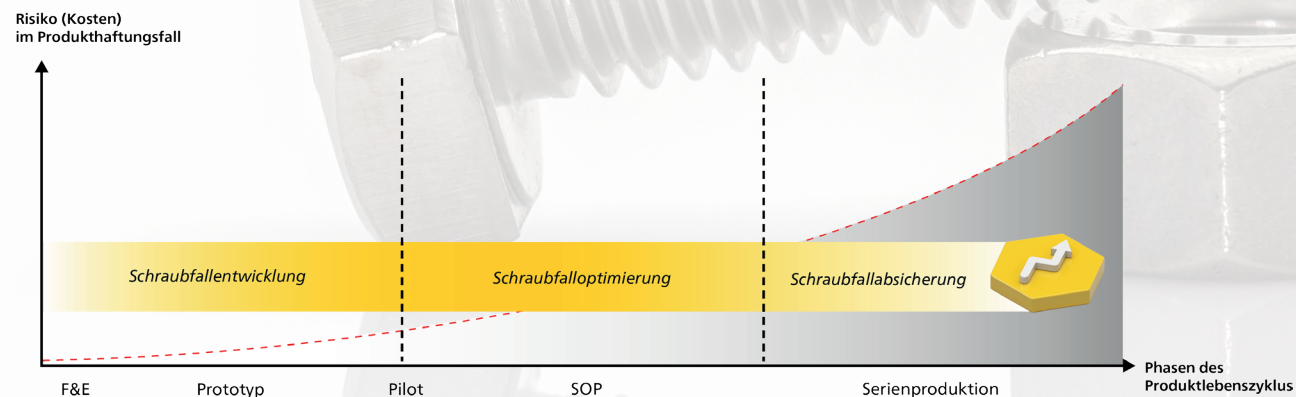 Risiko (Kosten)
im Produkthaftungsfall
Schraubfallentwicklung
Schraubfalloptimierung
Schraubfallabsicherung
F&E
Prototyp
Pilot
SOP
Serienproduktion
Phasen des
Produktlebenszyklus